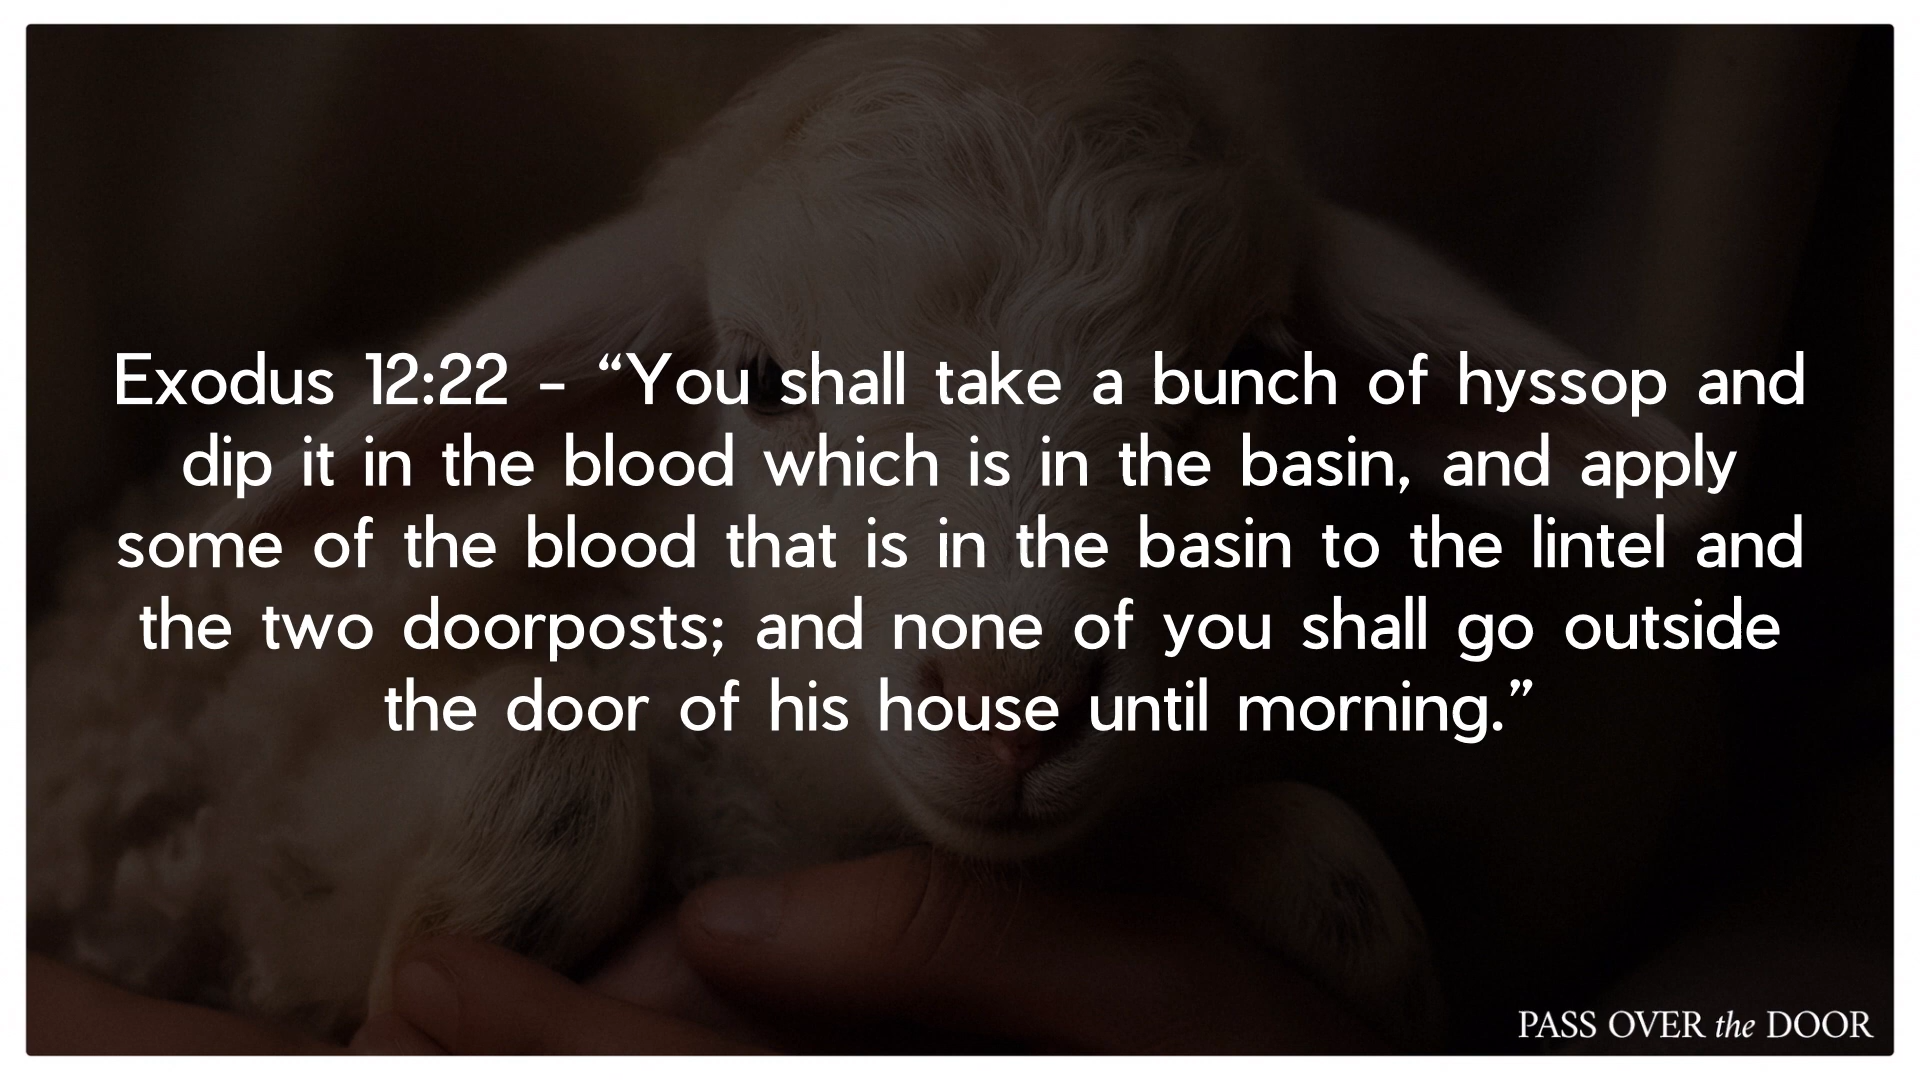 Exodus 12:22 – “You shall take a bunch of hyssop and
dip it in the blood which is in the basin, and apply
some of the blood that is in the basin to the lintel and
the two doorposts; and none of you shall go outside
the door of his house until morning.”
PASS OVER the DOOR